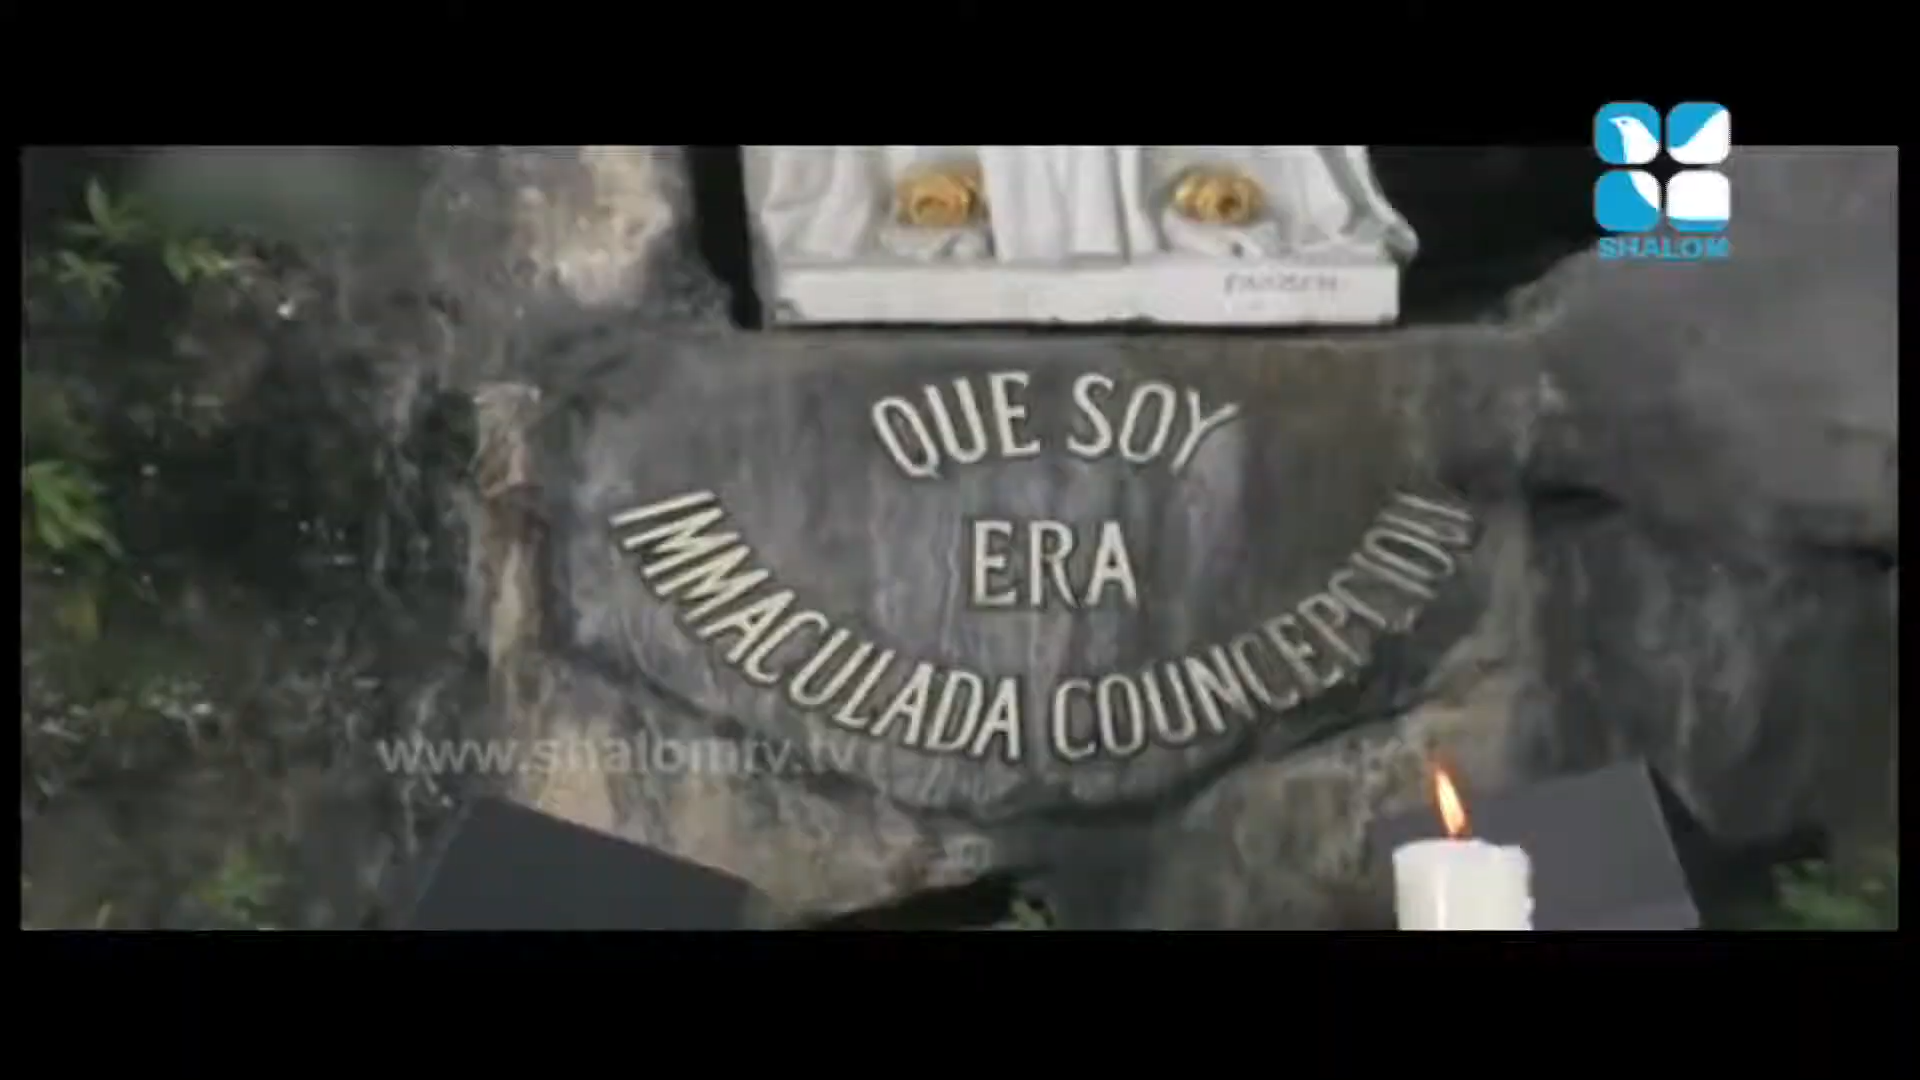 SHALOM
QUE SOY
ERA
IMMACULADA COUNCEPCIOU
www.shalomtv.tv